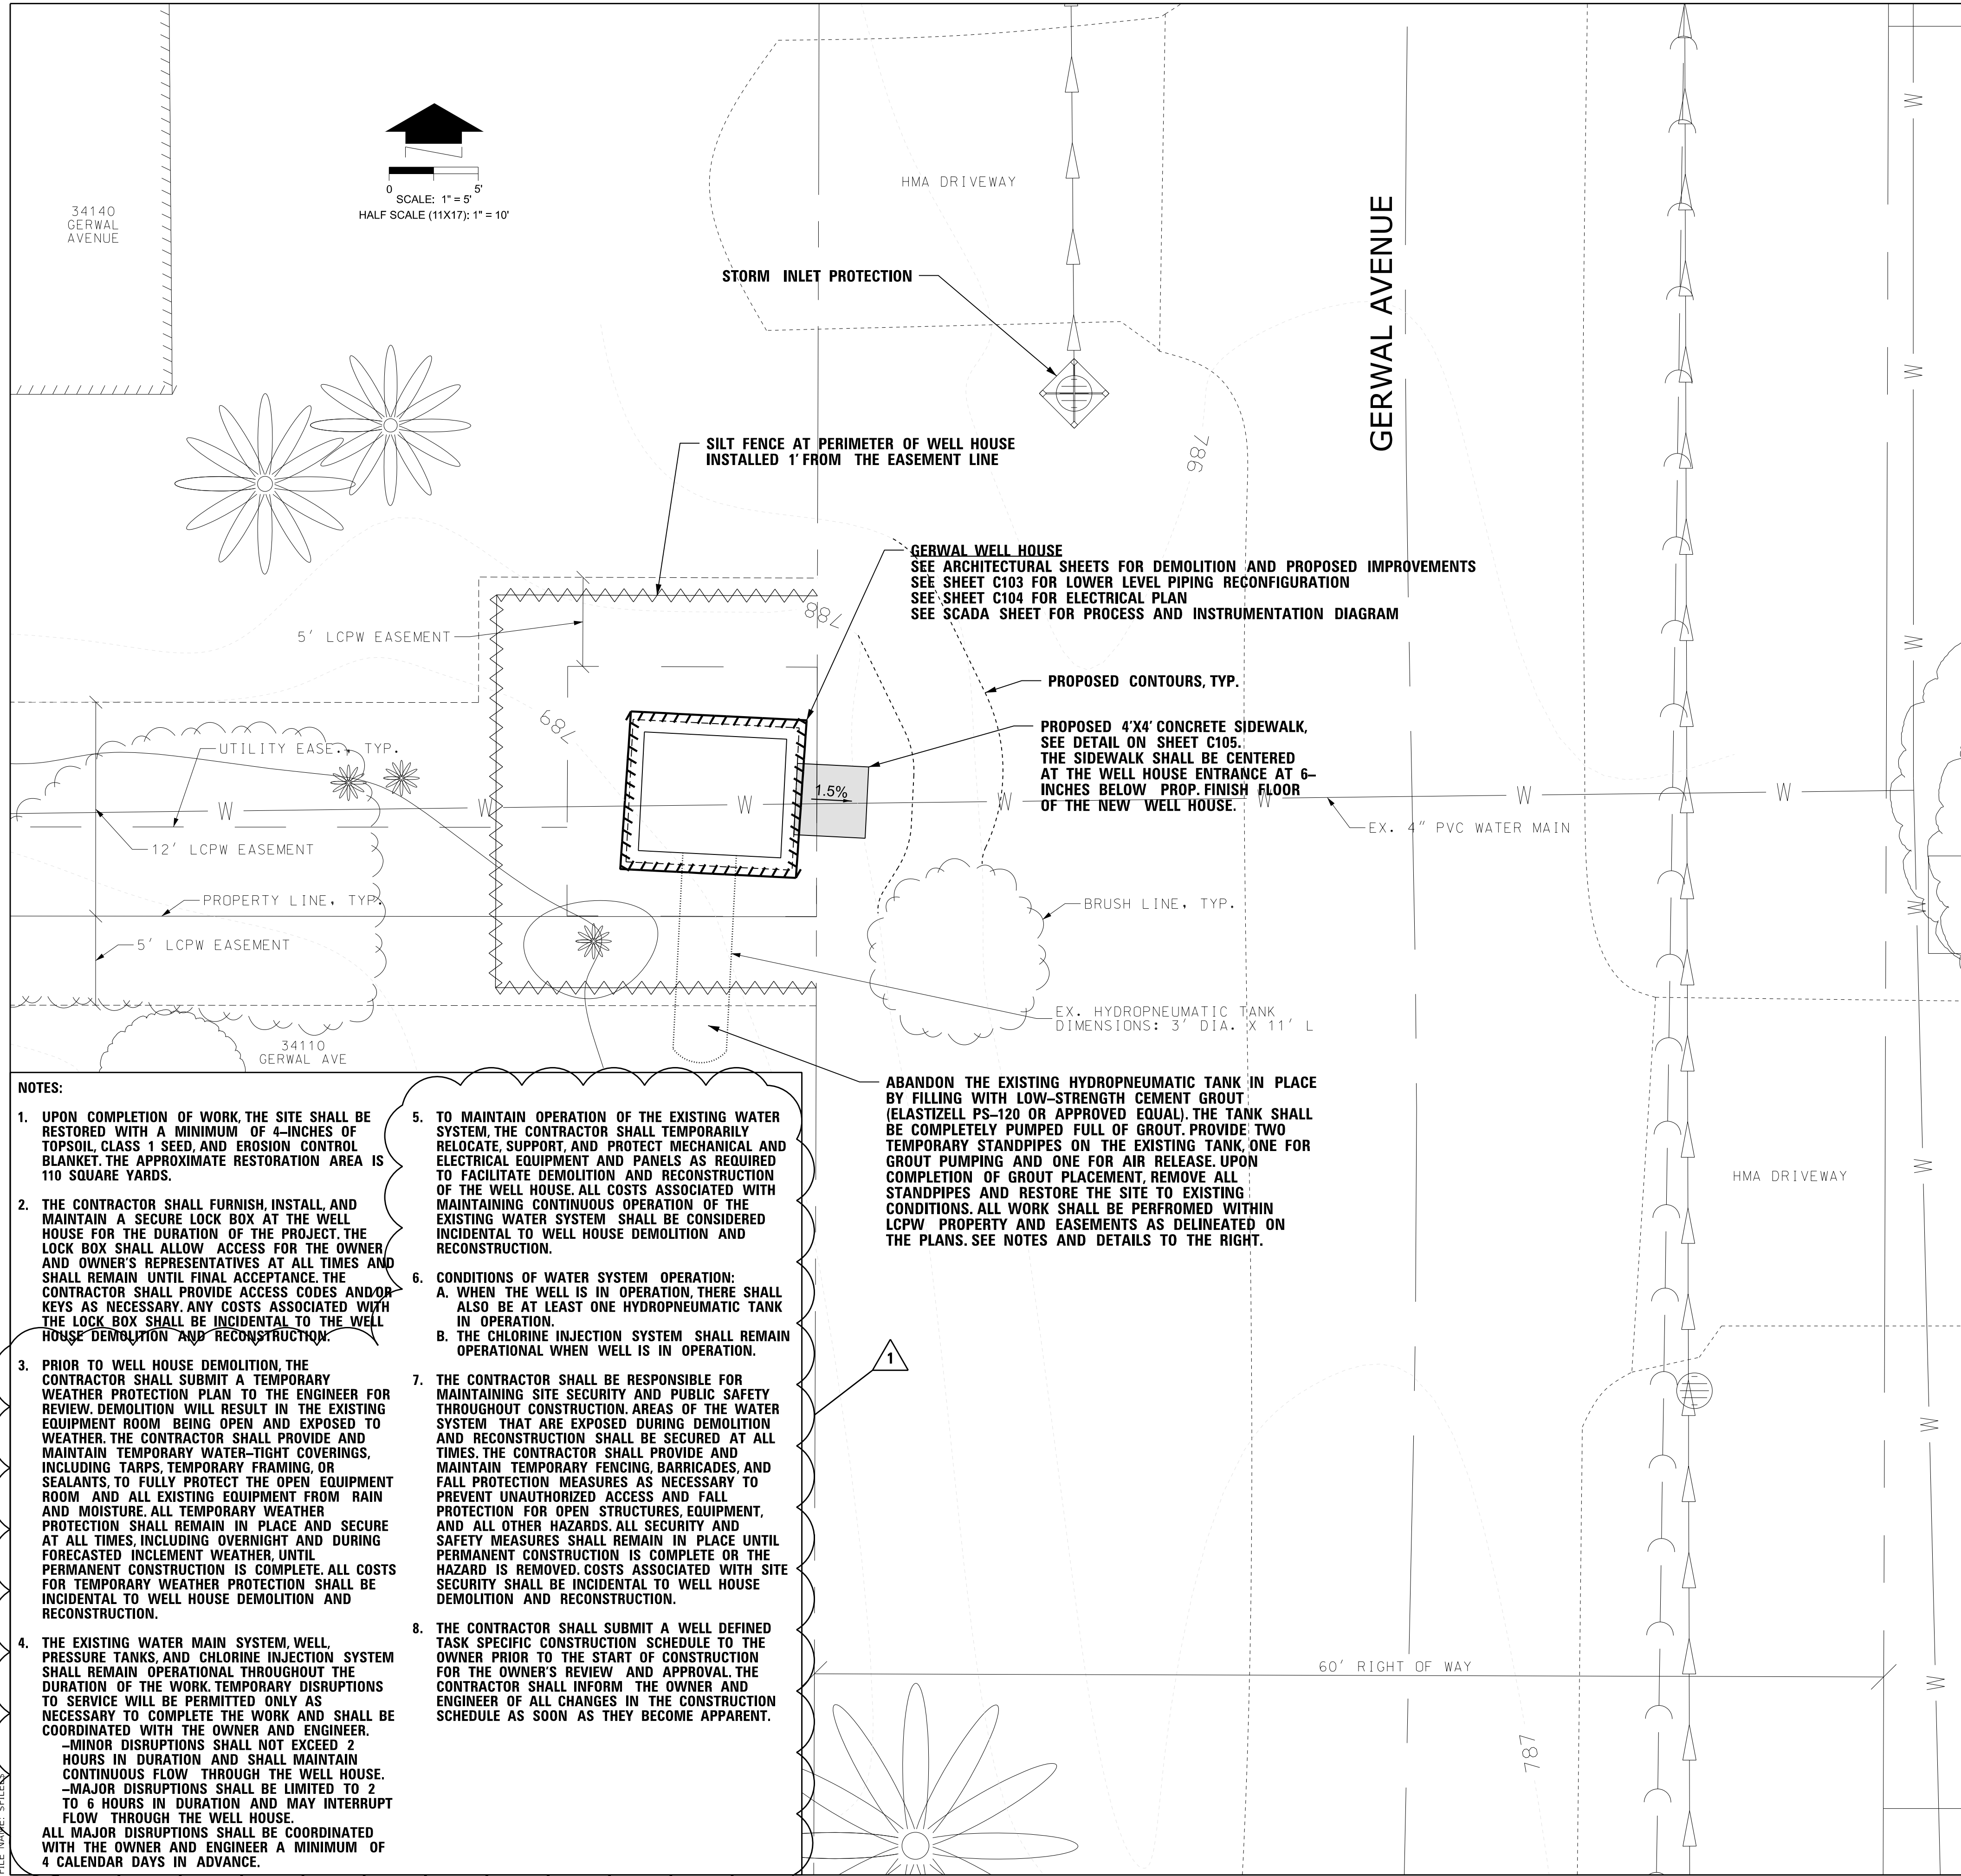 34140
GERWAL
AVENUE
0 5'
SCALE: 1" = 5'
HALF SCALE (11X17): 1" = 10'
HMA DRIVEWAY
GERWAL AVENUE
STORM INLET PROTECTION
786
SILT FENCE AT PERIMETER OF WELL HOUSE
INSTALLED 1' FROM THE EASEMENT LINE
GERWAL WELL HOUSE
SEE ARCHITECTURAL SHEETS FOR DEMOLITION AND PROPOSED IMPROVEMENTS
SEE SHEET C103 FOR LOWER LEVEL PIPING RECONFIGURATION
SEE SHEET C104 FOR ELECTRICAL PLAN
SEE SCADA SHEET FOR PROCESS AND INSTRUMENTATION DIAGRAM
788
5' LCPW EASEMENT
PROPOSED CONTOURS, TYP.
789
PROPOSED 4'X4' CONCRETE SIDEWALK,
SEE DETAIL ON SHEET C105.
THE SIDEWALK SHALL BE CENTERED
AT THE WELL HOUSE ENTRANCE AT 6–
INCHES BELOW PROP. FINISH FLOOR
OF THE NEW WELL HOUSE.
UTILITY EASE., TYP.
1.5%
W W W W W W W
W
W
W
W
W
W
W
EX. 4" PVC WATER MAIN
12' LCPW EASEMENT
PROPERTY LINE, TYP.
BRUSH LINE, TYP.
5' LCPW EASEMENT
EX. HYDROPNEUMATIC TANK
DIMENSIONS: 3' DIA. X 11' L
34110
GERWAL AVE
ABANDON THE EXISTING HYDROPNEUMATIC TANK IN PLACE
BY FILLING WITH LOW–STRENGTH CEMENT GROUT
(ELASTIZELL PS–120 OR APPROVED EQUAL). THE TANK SHALL
BE COMPLETELY PUMPED FULL OF GROUT. PROVIDE TWO
TEMPORARY STANDPIPES ON THE EXISTING TANK, ONE FOR
GROUT PUMPING AND ONE FOR AIR RELEASE. UPON
COMPLETION OF GROUT PLACEMENT, REMOVE ALL
STANDPIPES AND RESTORE THE SITE TO EXISTING
CONDITIONS. ALL WORK SHALL BE PERFROMED WITHIN
LCPW PROPERTY AND EASEMENTS AS DELINEATED ON
THE PLANS. SEE NOTES AND DETAILS TO THE RIGHT.
HMA DRIVEWAY
1
60' RIGHT OF WAY
787
NOTES:
1. UPON COMPLETION OF WORK, THE SITE SHALL BE
RESTORED WITH A MINIMUM OF 4–INCHES OF
TOPSOIL, CLASS 1 SEED, AND EROSION CONTROL
BLANKET. THE APPROXIMATE RESTORATION AREA IS
110 SQUARE YARDS.
2. THE CONTRACTOR SHALL FURNISH, INSTALL, AND
MAINTAIN A SECURE LOCK BOX AT THE WELL
HOUSE FOR THE DURATION OF THE PROJECT. THE
LOCK BOX SHALL ALLOW ACCESS FOR THE OWNER
AND OWNER'S REPRESENTATIVES AT ALL TIMES AND
SHALL REMAIN UNTIL FINAL ACCEPTANCE. THE
CONTRACTOR SHALL PROVIDE ACCESS CODES AND/OR
KEYS AS NECESSARY. ANY COSTS ASSOCIATED WITH
THE LOCK BOX SHALL BE INCIDENTAL TO THE WELL
HOUSE DEMOLITION AND RECONSTRUCTION.
3. PRIOR TO WELL HOUSE DEMOLITION, THE
CONTRACTOR SHALL SUBMIT A TEMPORARY
WEATHER PROTECTION PLAN TO THE ENGINEER FOR
REVIEW. DEMOLITION WILL RESULT IN THE EXISTING
EQUIPMENT ROOM BEING OPEN AND EXPOSED TO
WEATHER. THE CONTRACTOR SHALL PROVIDE AND
MAINTAIN TEMPORARY WATER–TIGHT COVERINGS,
INCLUDING TARPS, TEMPORARY FRAMING, OR
SEALANTS, TO FULLY PROTECT THE OPEN EQUIPMENT
ROOM AND ALL EXISTING EQUIPMENT FROM RAIN
AND MOISTURE. ALL TEMPORARY WEATHER
PROTECTION SHALL REMAIN IN PLACE AND SECURE
AT ALL TIMES, INCLUDING OVERNIGHT AND DURING
FORECASTED INCLEMENT WEATHER, UNTIL
PERMANENT CONSTRUCTION IS COMPLETE. ALL COSTS
FOR TEMPORARY WEATHER PROTECTION SHALL BE
INCIDENTAL TO WELL HOUSE DEMOLITION AND
RECONSTRUCTION.
4. THE EXISTING WATER MAIN SYSTEM, WELL,
PRESSURE TANKS, AND CHLORINE INJECTION SYSTEM
SHALL REMAIN OPERATIONAL THROUGHOUT THE
DURATION OF THE WORK. TEMPORARY DISRUPTIONS
TO SERVICE WILL BE PERMITTED ONLY AS
NECESSARY TO COMPLETE THE WORK AND SHALL BE
COORDINATED WITH THE OWNER AND ENGINEER.
–MINOR DISRUPTIONS SHALL NOT EXCEED 2
HOURS IN DURATION AND SHALL MAINTAIN
CONTINUOUS FLOW THROUGH THE WELL HOUSE.
–MAJOR DISRUPTIONS SHALL BE LIMITED TO 2
TO 6 HOURS IN DURATION AND MAY INTERRUPT
FLOW THROUGH THE WELL HOUSE.
ALL MAJOR DISRUPTIONS SHALL BE COORDINATED
WITH THE OWNER AND ENGINEER A MINIMUM OF
4 CALENDAR DAYS IN ADVANCE.
5. TO MAINTAIN OPERATION OF THE EXISTING WATER
SYSTEM, THE CONTRACTOR SHALL TEMPORARILY
RELOCATE, SUPPORT, AND PROTECT MECHANICAL AND
ELECTRICAL EQUIPMENT AND PANELS AS REQUIRED
TO FACILITATE DEMOLITION AND RECONSTRUCTION
OF THE WELL HOUSE. ALL COSTS ASSOCIATED WITH
MAINTAINING CONTINUOUS OPERATION OF THE
EXISTING WATER SYSTEM SHALL BE CONSIDERED
INCIDENTAL TO WELL HOUSE DEMOLITION AND
RECONSTRUCTION.
6. CONDITIONS OF WATER SYSTEM OPERATION:
A. WHEN THE WELL IS IN OPERATION, THERE SHALL
ALSO BE AT LEAST ONE HYDROPNEUMATIC TANK
IN OPERATION.
B. THE CHLORINE INJECTION SYSTEM SHALL REMAIN
OPERATIONAL WHEN WELL IS IN OPERATION.
7. THE CONTRACTOR SHALL BE RESPONSIBLE FOR
MAINTAINING SITE SECURITY AND PUBLIC SAFETY
THROUGHOUT CONSTRUCTION. AREAS OF THE WATER
SYSTEM THAT ARE EXPOSED DURING DEMOLITION
AND RECONSTRUCTION SHALL BE SECURED AT ALL
TIMES. THE CONTRACTOR SHALL PROVIDE AND
MAINTAIN TEMPORARY FENCING, BARRICADES, AND
FALL PROTECTION MEASURES AS NECESSARY TO
PREVENT UNAUTHORIZED ACCESS AND FALL
PROTECTION FOR OPEN STRUCTURES, EQUIPMENT,
AND ALL OTHER HAZARDS. ALL SECURITY AND
SAFETY MEASURES SHALL REMAIN IN PLACE UNTIL
PERMANENT CONSTRUCTION IS COMPLETE OR THE
HAZARD IS REMOVED. COSTS ASSOCIATED WITH SITE
SECURITY SHALL BE INCIDENTAL TO WELL HOUSE
DEMOLITION AND RECONSTRUCTION.
8. THE CONTRACTOR SHALL SUBMIT A WELL DEFINED
TASK SPECIFIC CONSTRUCTION SCHEDULE TO THE
OWNER PRIOR TO THE START OF CONSTRUCTION
FOR THE OWNER'S REVIEW AND APPROVAL. THE
CONTRACTOR SHALL INFORM THE OWNER AND
ENGINEER OF ALL CHANGES IN THE CONSTRUCTION
SCHEDULE AS SOON AS THEY BECOME APPARENT.